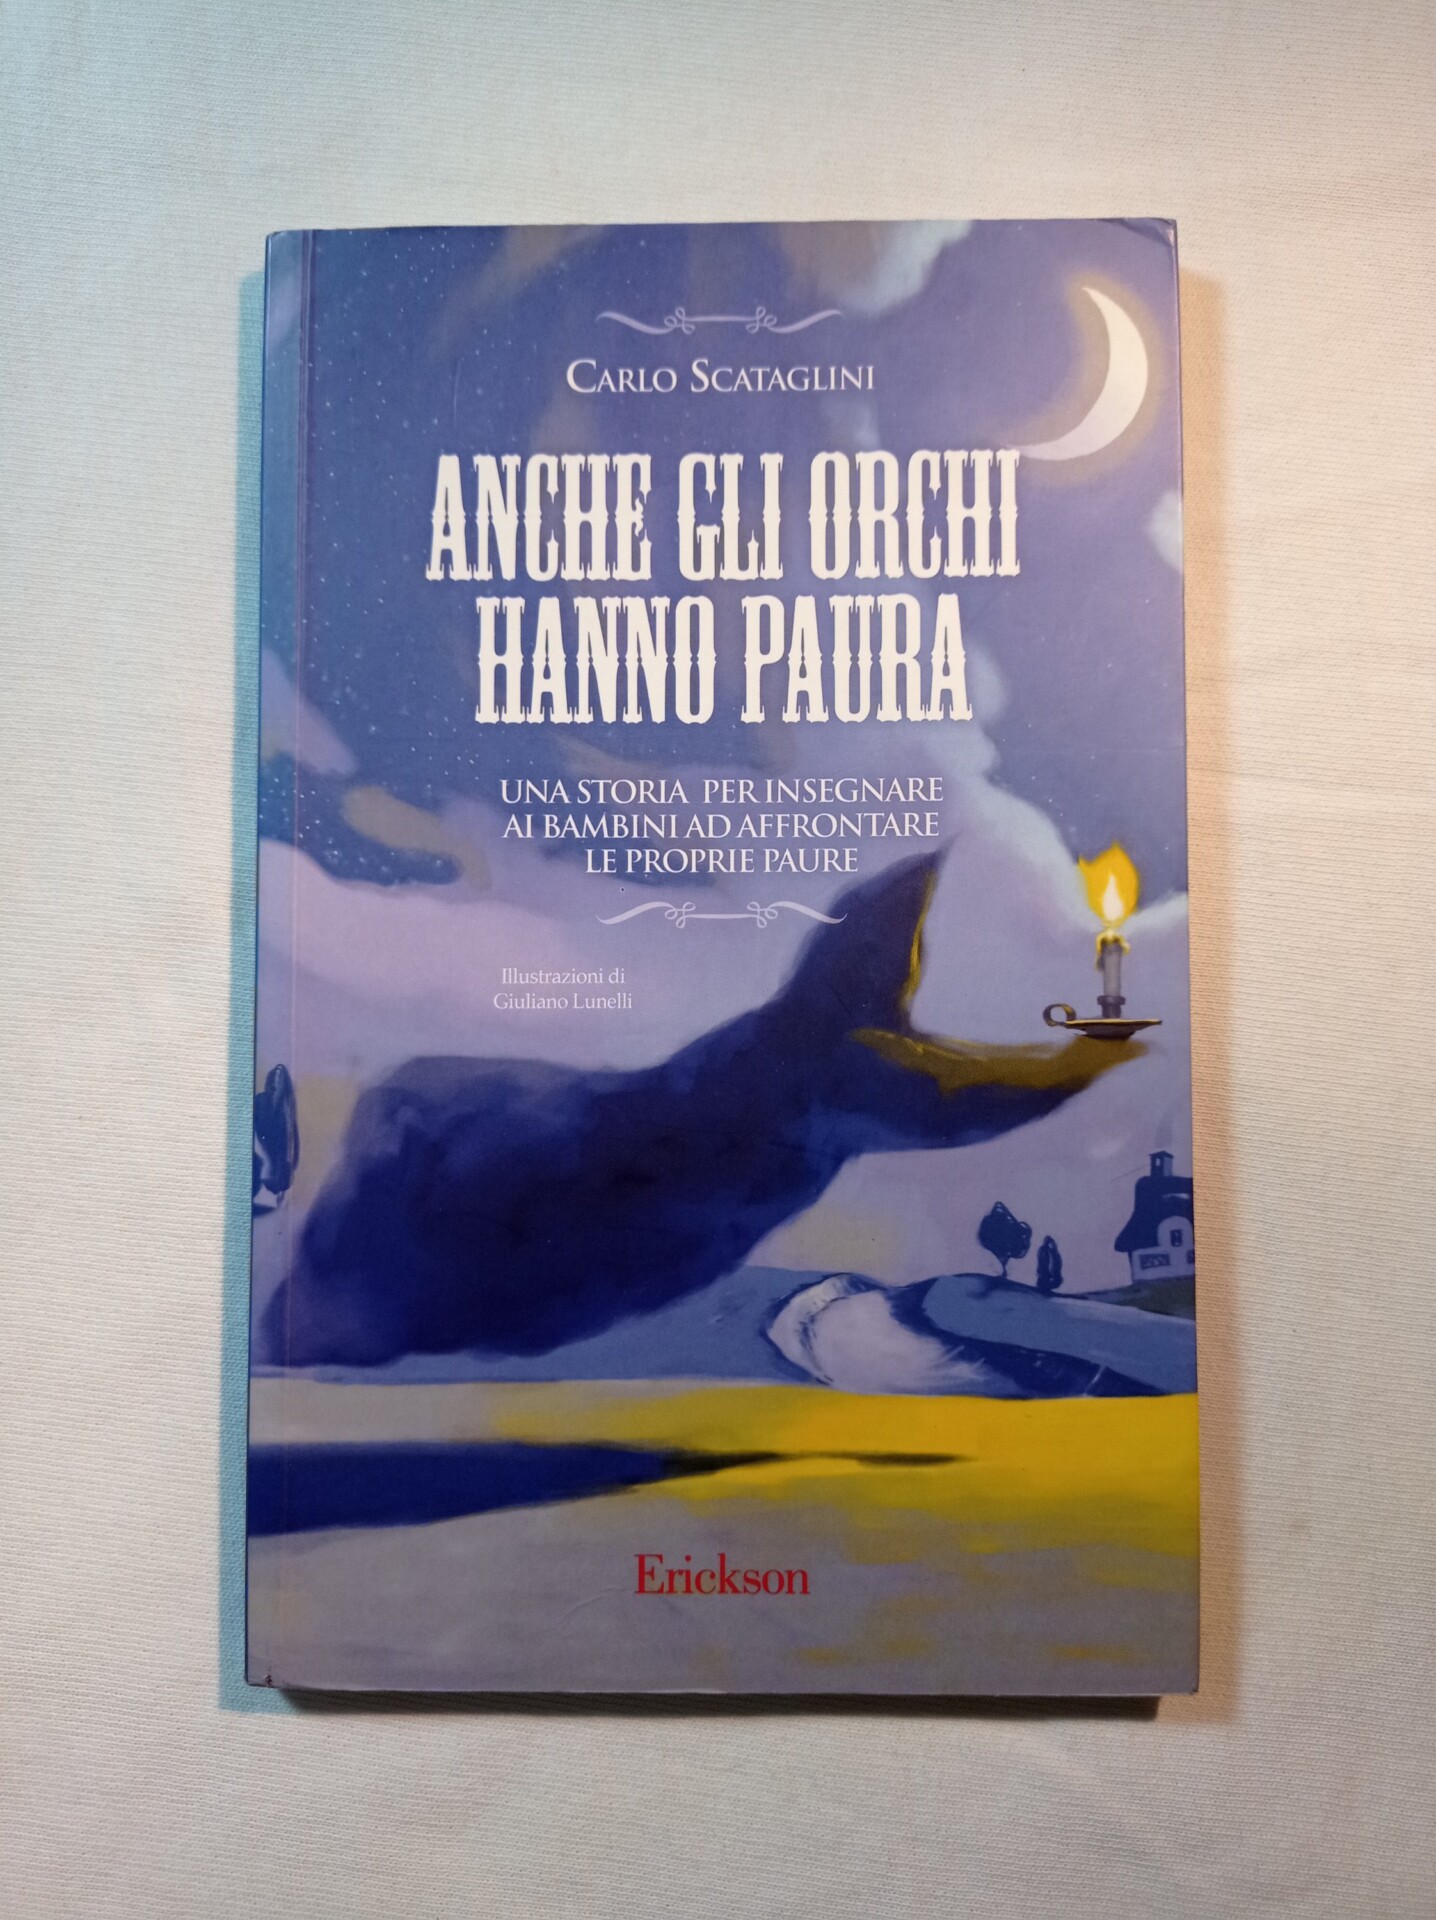 CARLO SCATAGLINI
ANCHE GLI ORCHI
HANNO PAURA
UNA STORIA PER INSEGNARE
AI BAMBINI AD AFFRONTARE
LE PROPRIE PAURE
Illustrazioni di
Giuliano Lunelli
Erickson